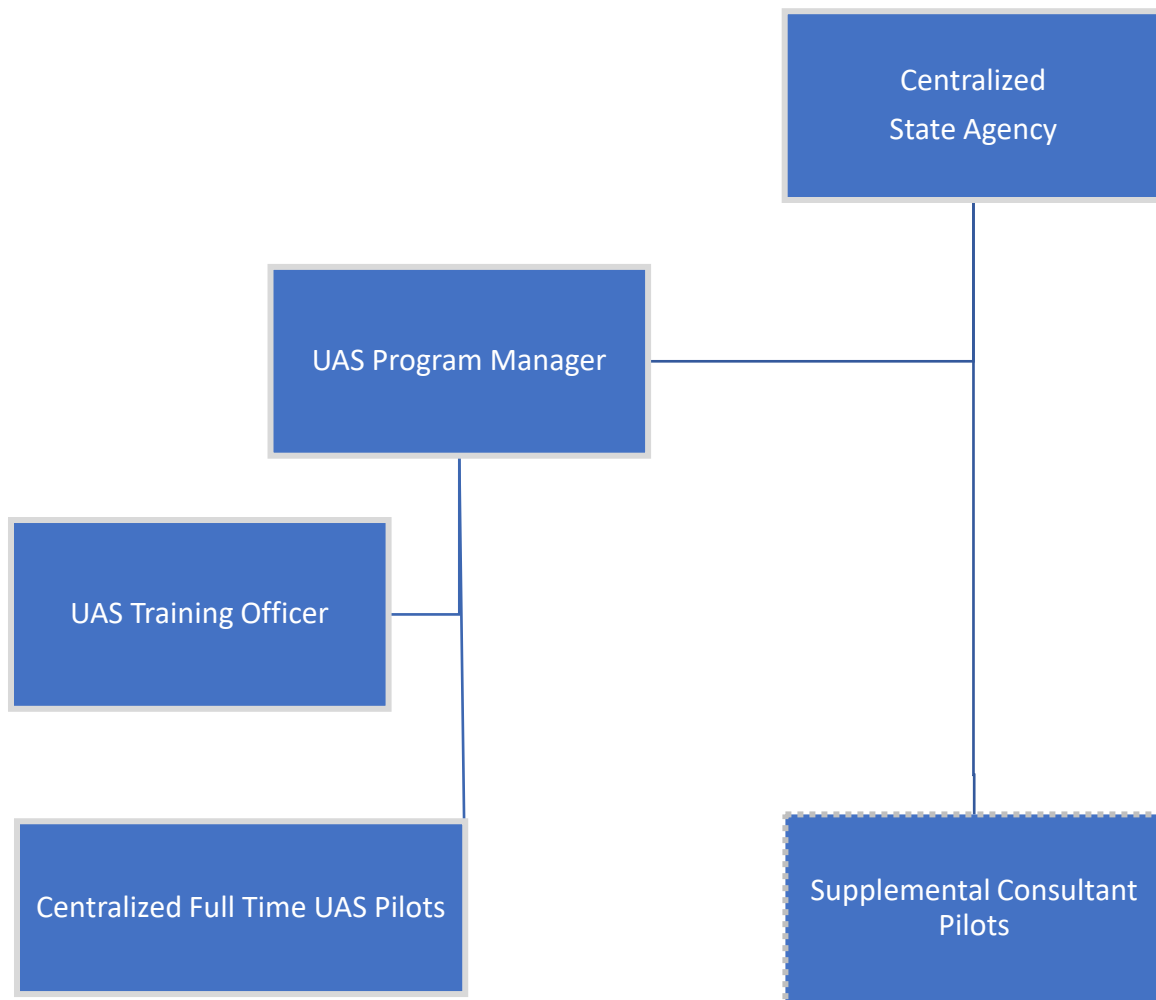 Centralized
State Agency
UAS Program Manager
UAS Training Officer
Centralized Full Time UAS Pilots
Supplemental Consultant
Pilots